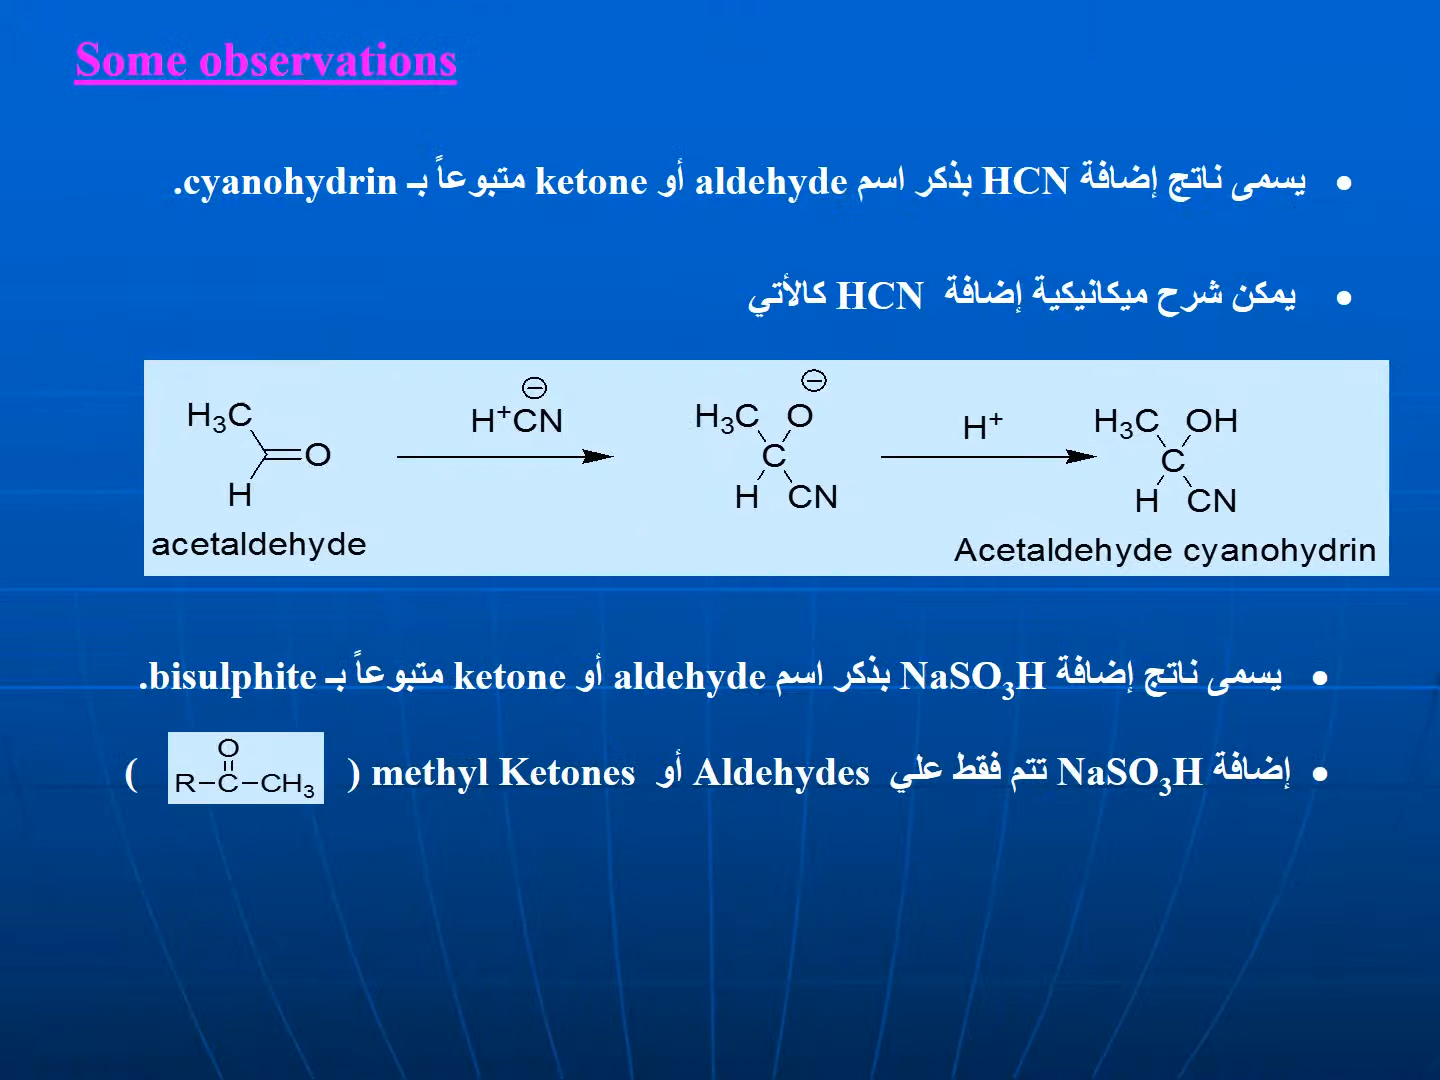 Some observations
• يسمى ناتج إضافة HCN بذكر اسم aldehyde أو ketone متبوعاً بـ cyanohydrin.
• يمكن شرح ميكانيكية إضافة HCN كالأتي
H₃C O H
acetaldehyde
H⁺CN⊖
H₃C O⊖ C H CN
H⁺
H₃C OH C H CN
Acetaldehyde cyanohydrin
• يسمى ناتج إضافة NaSO₃H بذكر اسم aldehyde أو ketone متبوعاً بـ bisulphite.
• إضافة NaSO₃H تتم فقط علي Aldehydes أو methyl Ketones ( R–C–CH₃ O )